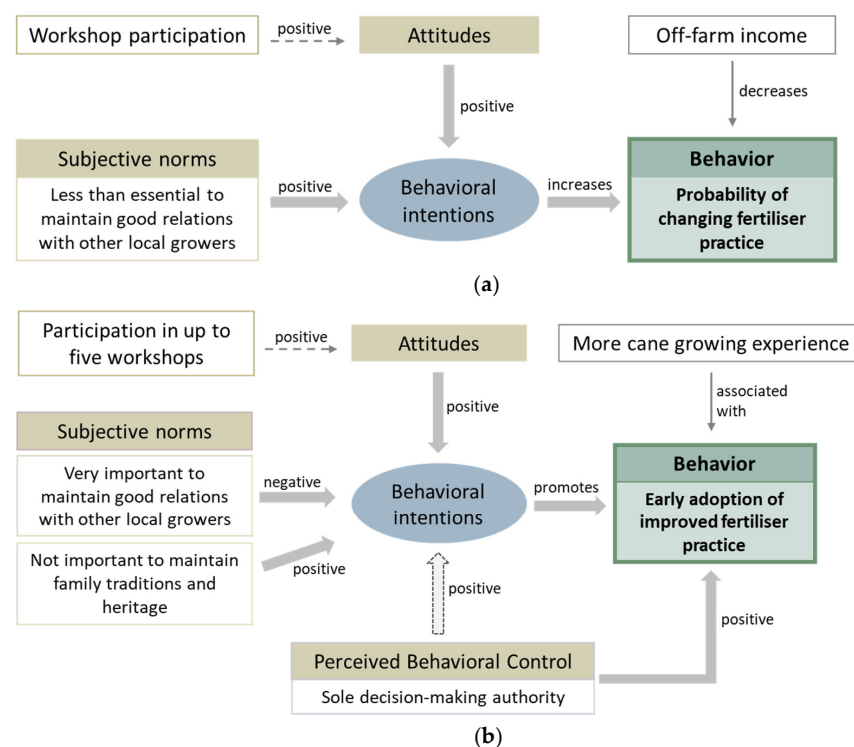 Workshop participation
positive
Attitudes
Off-farm income
positive
decreases
Subjective norms
Less than essential to
maintain good relations
with other local growers
positive
Behavioral
intentions
increases
Behavior
Probability of
changing fertiliser
practice
(a)
Participation in up to
five workshops
positive
Attitudes
More cane growing experience
positive
associated
with
Subjective norms
Very important to
maintain good relations
with other local growers
negative
Not important to maintain
family traditions and
heritage
positive
Behavioral
intentions
promotes
Behavior
Early adoption of
improved fertiliser
practice
positive
positive
Perceived Behavioral Control
Sole decision-making authority
(b)